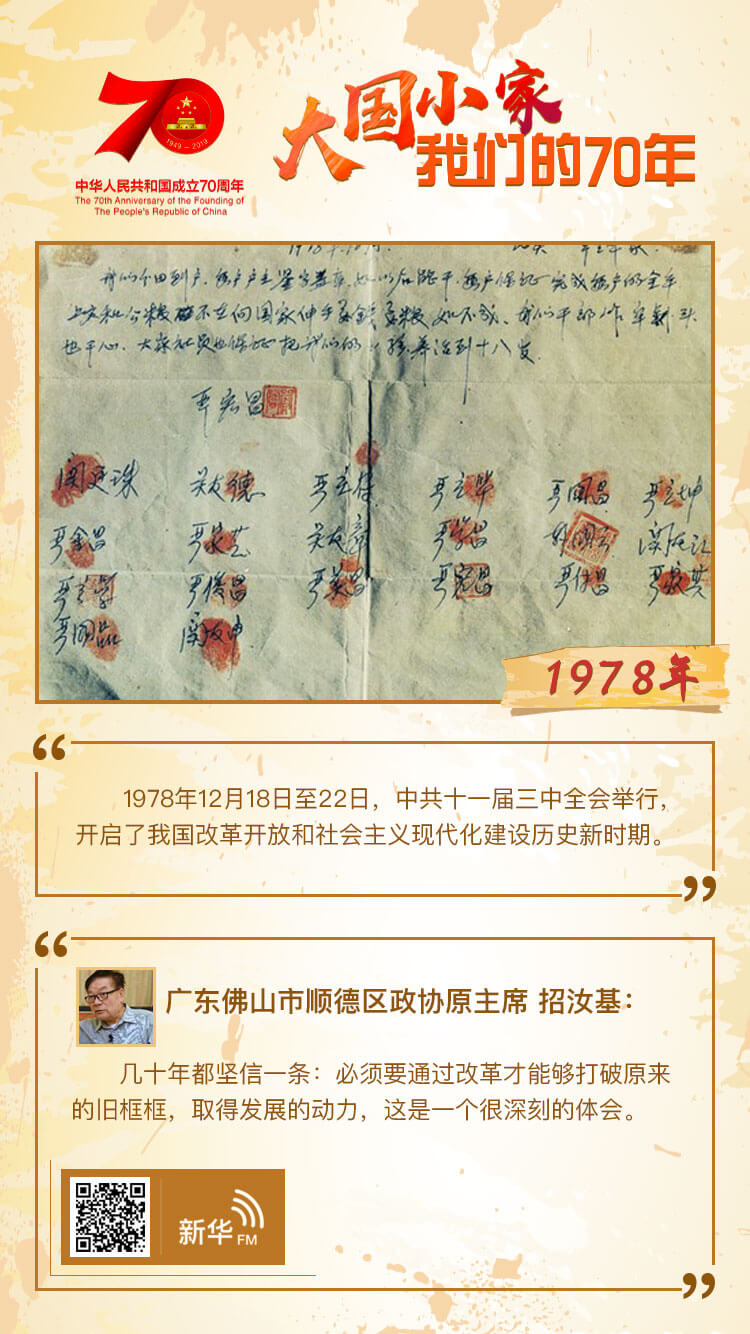 70
1949－2019
中华人民共和国成立70周年
The 70th Anniversary of the Founding of
The People's Republic of China
大国小家
我们的70年
我们分田到户，每户户主签字盖章，如以后能干，每户保证完成每户的全年
上交和公粮不在向国家伸手要钱要粮如不成，我们干部作牢刹头
也干心，大家社员也保证把我们的小孩养活到十八岁
严宏昌
关廷珠 关友德 严立符 严立华 严国昌 严立坤
严金昌 严家芝 关友章 严学昌 韩国云 关友江
严立学 严俊昌 严美昌 严宏昌 严付昌 严家其
严国品 关友申
1978年
1978年12月18日至22日，中共十一届三中全会举行，
开启了我国改革开放和社会主义现代化建设历史新时期。
广东佛山市顺德区政协原主席 招汝基：
几十年都坚信一条：必须要通过改革才能够打破原来
的旧框框，取得发展的动力，这是一个很深刻的体会。
新华FM